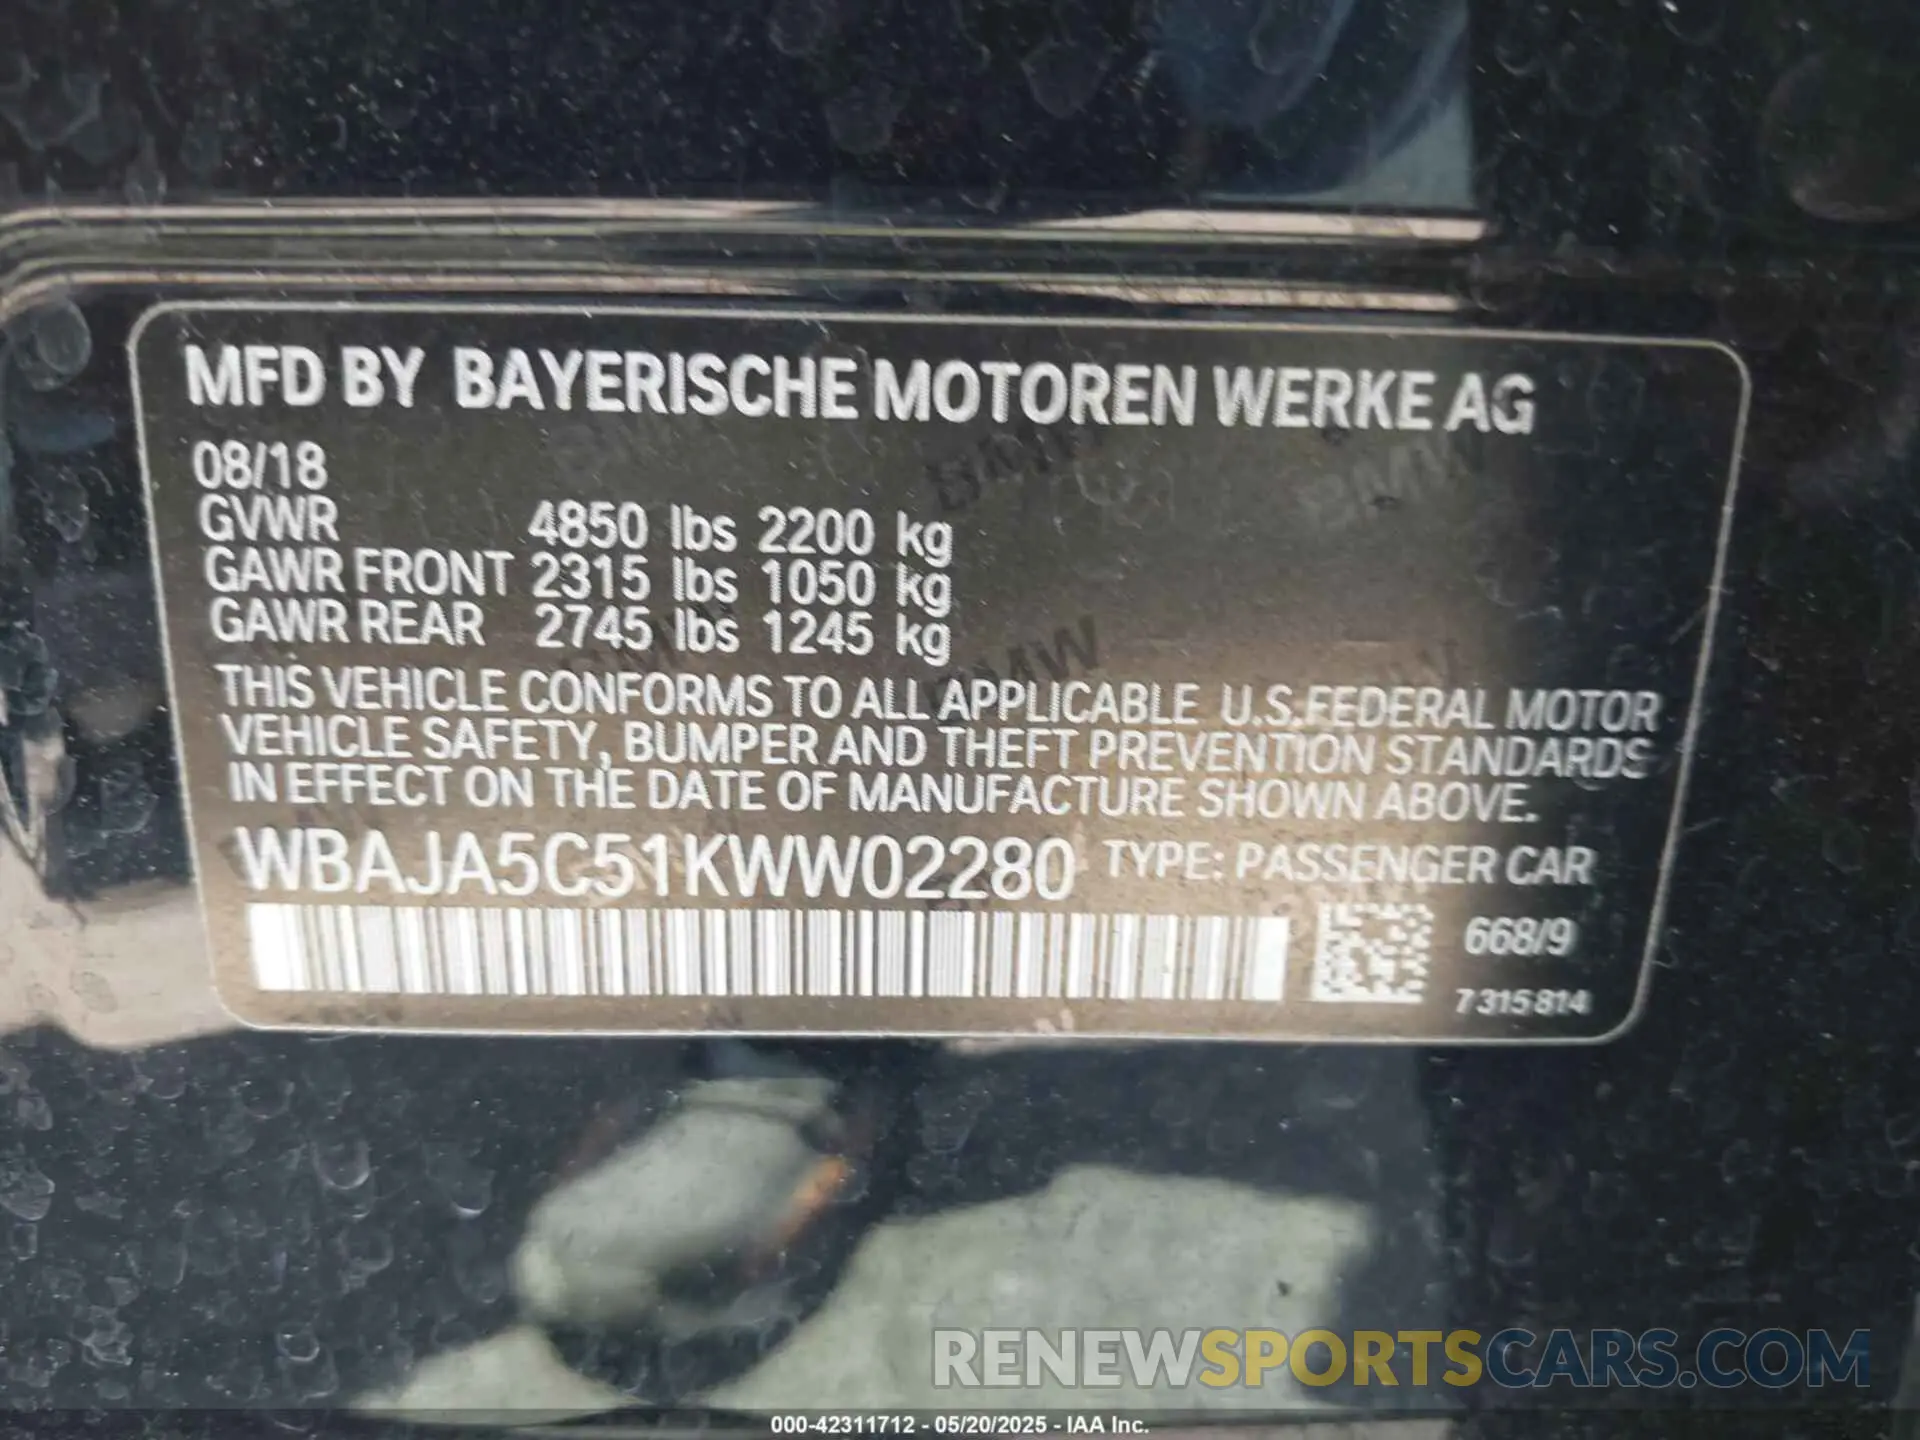 MFD BY BAYERISCHE MOTOREN WERKE AG
08/18
GVWR 4850 lbs 2200 kg
GAWR FRONT 2315 lbs 1050 kg
GAWR REAR 2745 lbs 1245 kg
THIS VEHICLE CONFORMS TO ALL APPLICABLE U.S.FEDERAL MOTOR
VEHICLE SAFETY, BUMPER AND THEFT PREVENTION STANDARDS
IN EFFECT ON THE DATE OF MANUFACTURE SHOWN ABOVE.
WBAJA5C51KWW02280 TYPE: PASSENGER CAR
668/9
7 315 814
RENEWSPORTSCARS.COM
000-42311712 - 05/20/2025 - IAA Inc.